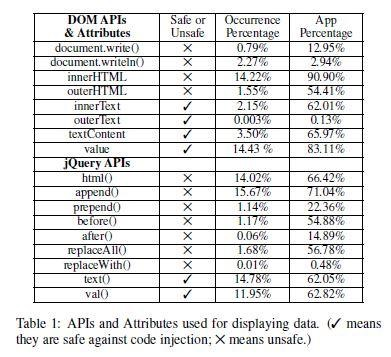 DOM APIs & Attributes | Safe or Unsafe | Occurrence Percentage | App Percentage
document.write() | ✕ | 0.79% | 12.95%
document.writeln() | ✕ | 2.27% | 2.94%
innerHTML | ✕ | 14.22% | 90.90%
outerHTML | ✕ | 1.55% | 54.41%
innerText | ✓ | 2.15% | 62.01%
outerText | ✓ | 0.003% | 0.13%
textContent | ✓ | 3.50% | 65.97%
value | ✓ | 14.43 % | 83.11%
jQuery APIs
html() | ✕ | 14.02% | 66.42%
append() | ✕ | 15.67% | 71.04%
prepend() | ✕ | 1.14% | 22.36%
before() | ✕ | 1.17% | 54.88%
after() | ✕ | 0.06% | 14.89%
replaceAll() | ✕ | 1.68% | 56.78%
replaceWith() | ✕ | 0.01% | 0.48%
text() | ✓ | 14.78% | 62.05%
val() | ✓ | 11.95% | 62.82%
Table 1: APIs and Attributes used for displaying data. (✓ means
they are safe against code injection; ✕ means unsafe.)